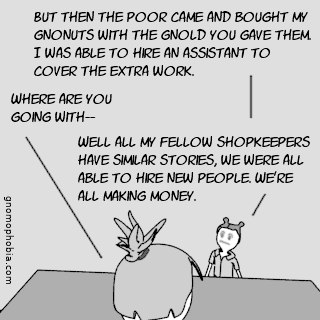 BUT THEN THE POOR CAME AND BOUGHT MY
GNONUTS WITH THE GNOLD YOU GAVE THEM.
I WAS ABLE TO HIRE AN ASSISTANT TO
COVER THE EXTRA WORK.
WHERE ARE YOU
GOING WITH--
WELL ALL MY FELLOW SHOPKEEPERS
HAVE SIMILAR STORIES, WE WERE ALL
ABLE TO HIRE NEW PEOPLE. WE'RE
ALL MAKING MONEY.
gnomophobia.com